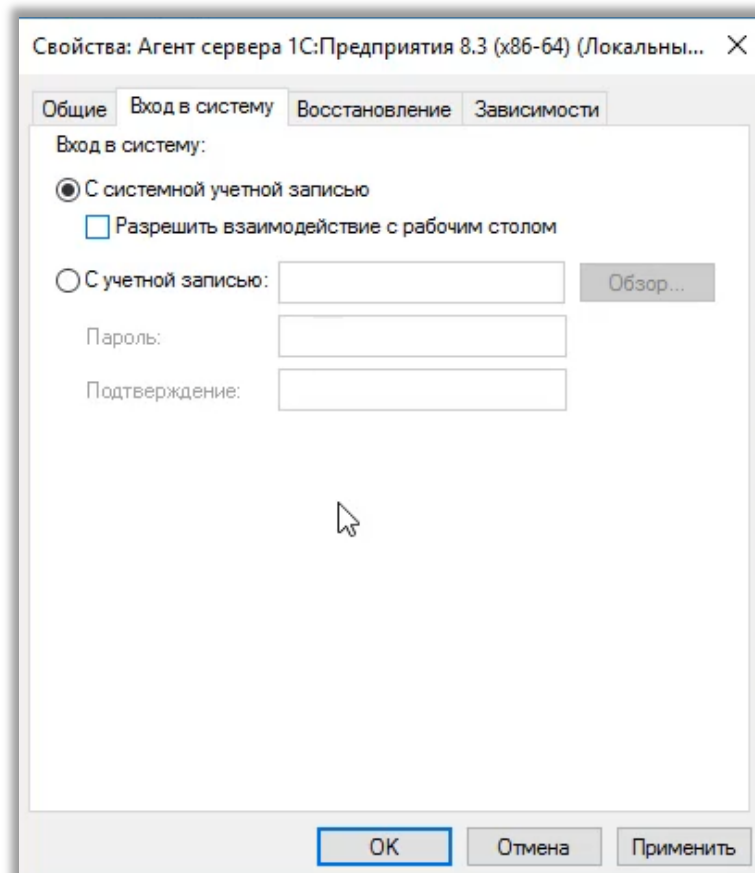 Свойства: Агент сервера 1С:Предприятия 8.3 (x86-64) (Локальны...
Общие Вход в систему Восстановление Зависимости
Вход в систему:
С системной учетной записью
Разрешить взаимодействие с рабочим столом
С учетной записью: Обзор...
Пароль:
Подтверждение:
OK Отмена Применить